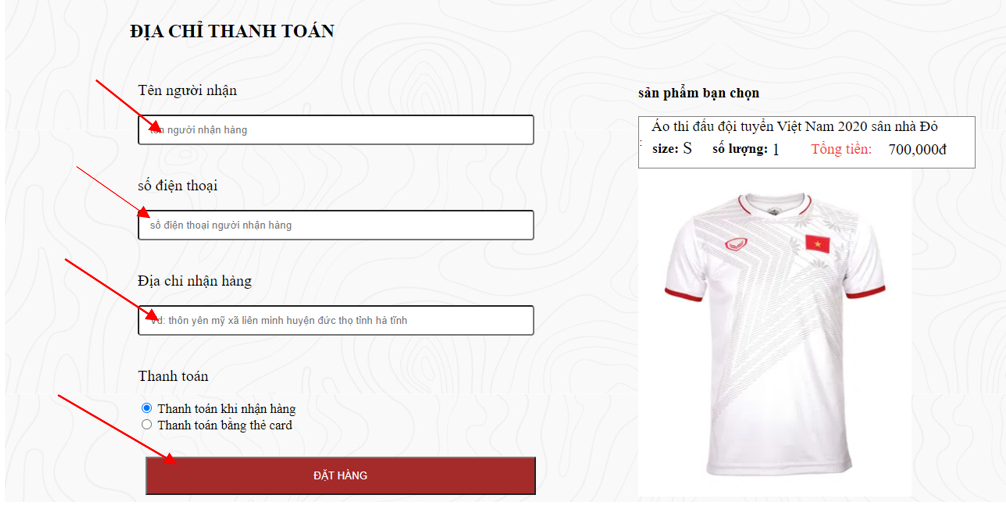 ĐỊA CHỈ THANH TOÁN
Tên người nhận
tên người nhận hàng
số điện thoại
số điện thoại người nhận hàng
Địa chỉ nhận hàng
Vd: thôn yên mỹ xã liên minh huyện đức thọ tỉnh hà tĩnh
Thanh toán
Thanh toán khi nhận hàng
Thanh toán bằng thẻ card
ĐẶT HÀNG
sản phẩm bạn chọn
Áo thi đấu đội tuyển Việt Nam 2020 sân nhà Đỏ
: size: S số lượng: 1 Tổng tiền: 700,000đ